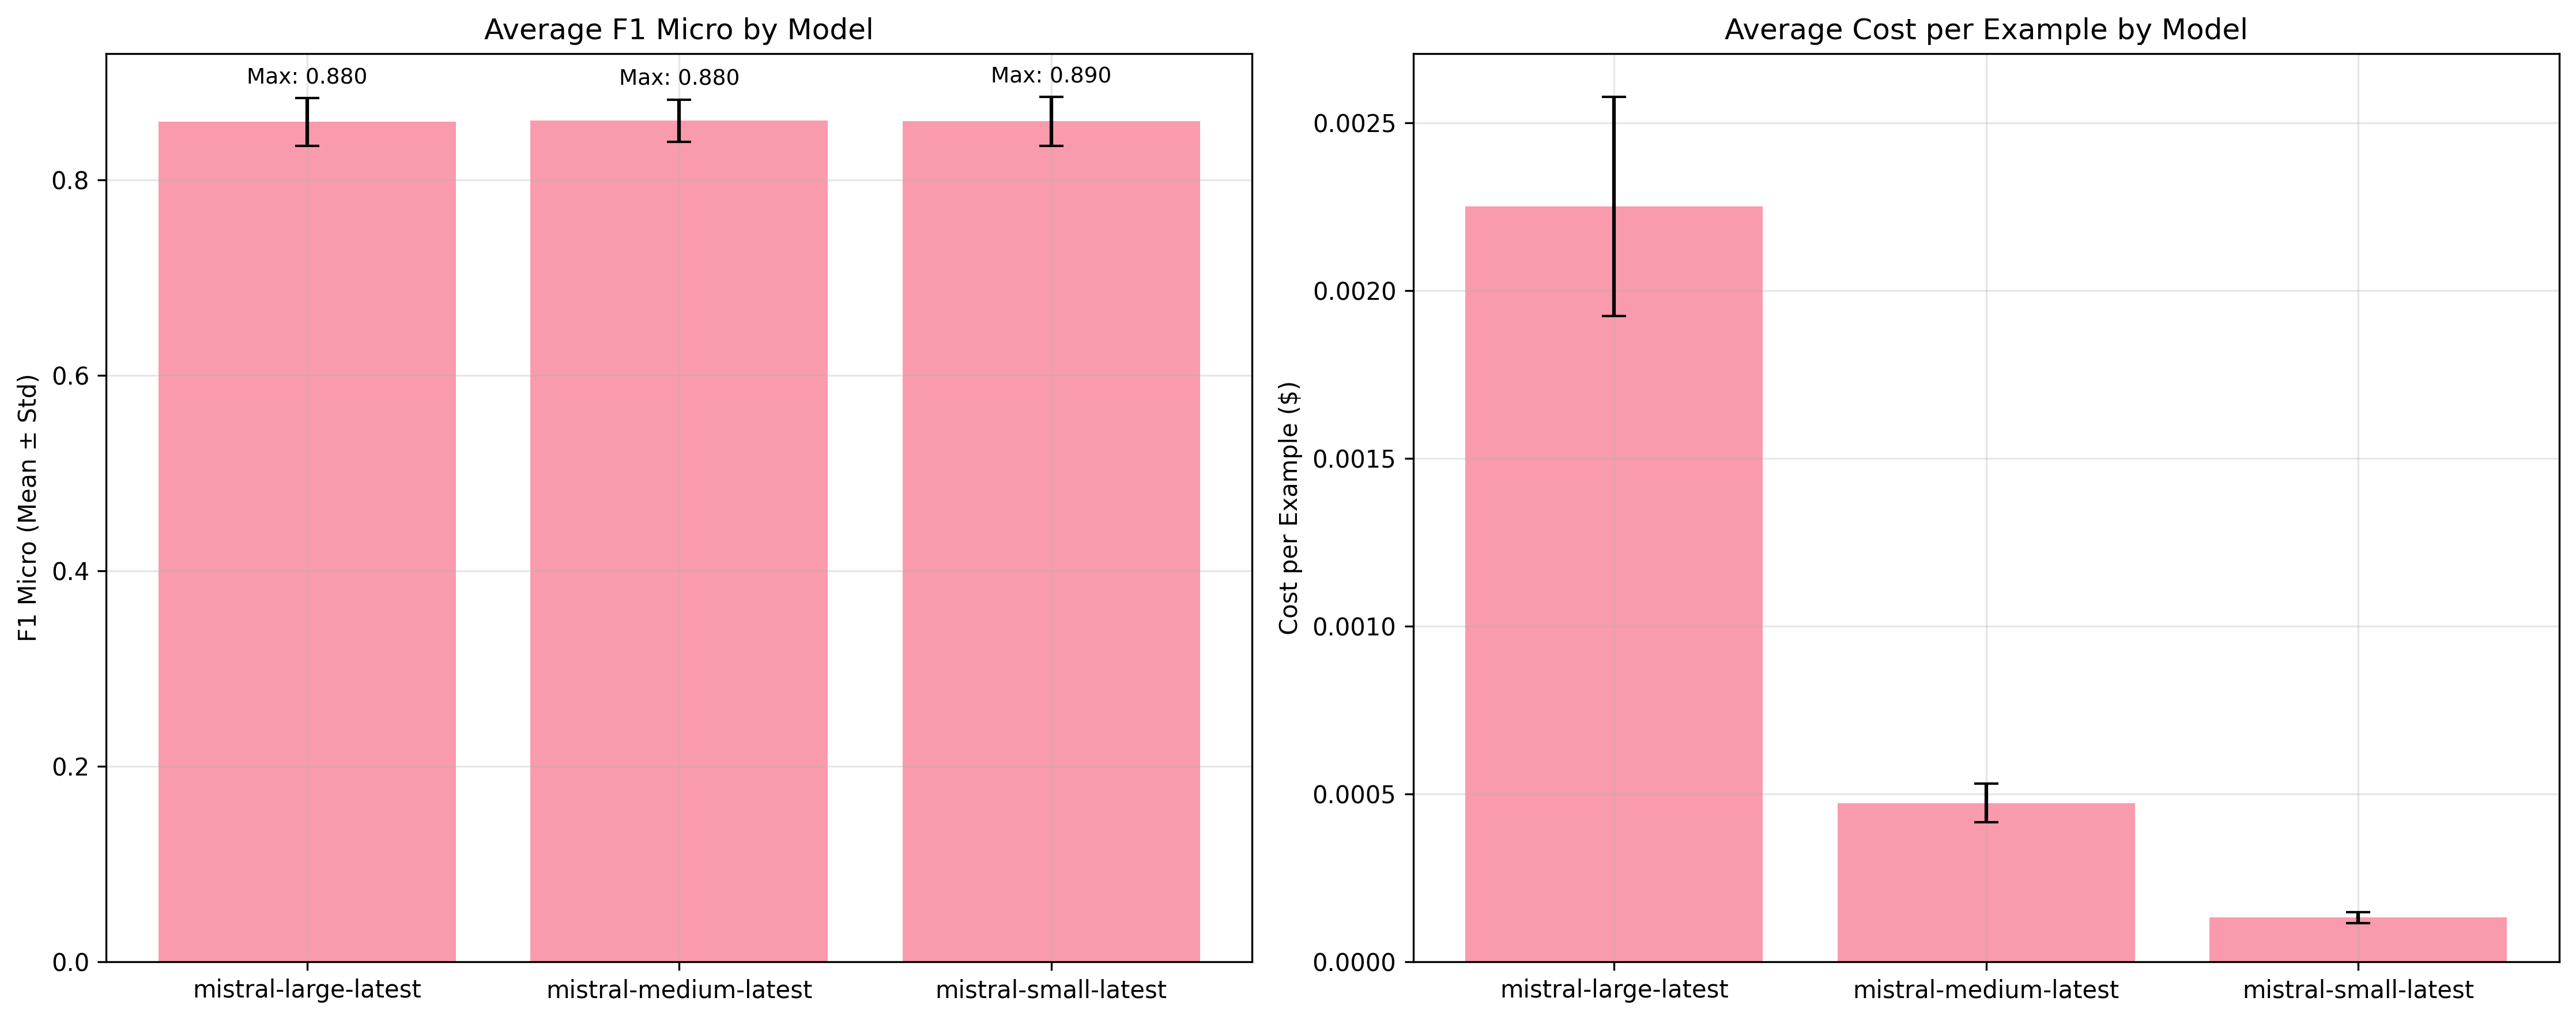 Average F1 Micro by Model
Max: 0.880
Max: 0.880
Max: 0.890
F1 Micro (Mean ± Std)
0.8
0.6
0.4
0.2
0.0
mistral-large-latest
mistral-medium-latest
mistral-small-latest
Average Cost per Example by Model
Cost per Example ($)
0.0025
0.0020
0.0015
0.0010
0.0005
0.0000
mistral-large-latest
mistral-medium-latest
mistral-small-latest